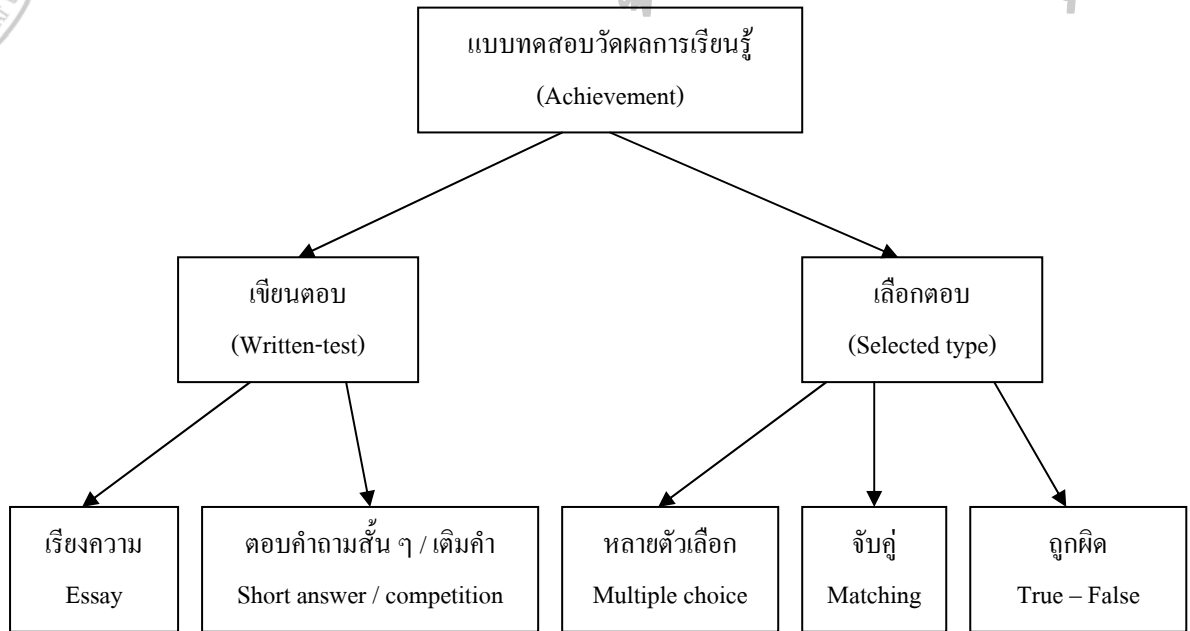 แบบทดสอบวัดผลการเรียนรู้
(Achievement)
เขียนตอบ
(Written-test)
เลือกตอบ
(Selected type)
เรียงความ
Essay
ตอบคำถามสั้น ๆ / เติมคำ
Short answer / competition
หลายตัวเลือก
Multiple choice
จับคู่
Matching
ถูกผิด
True – False